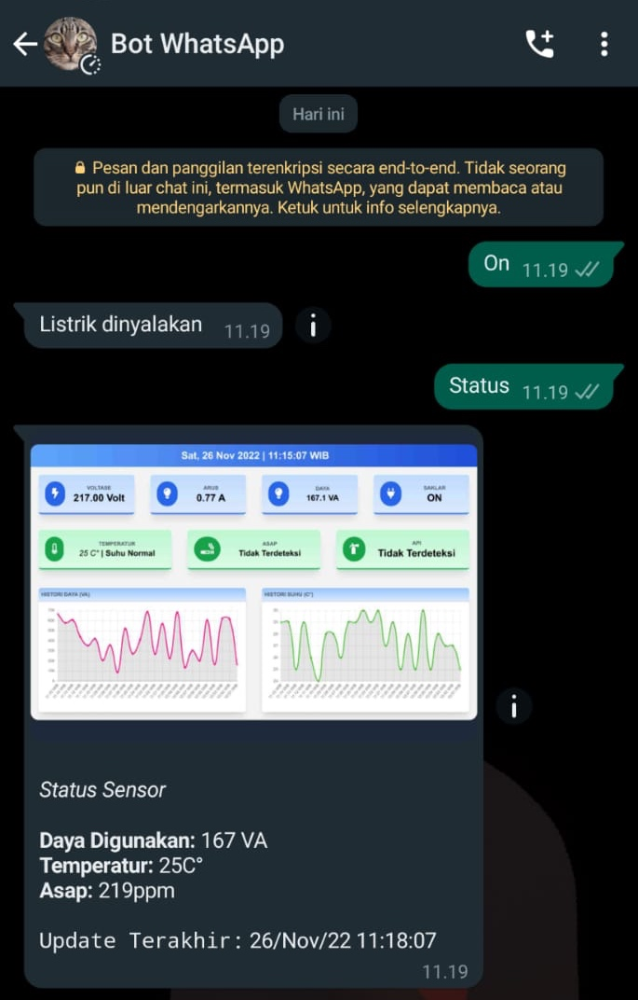 Bot WhatsApp
Hari ini
Pesan dan panggilan terenkripsi secara end-to-end. Tidak seorang
pun di luar chat ini, termasuk WhatsApp, yang dapat membaca atau
mendengarkannya. Ketuk untuk info selengkapnya.
On 11.19
Listrik dinyalakan 11.19
Status 11.19
Sat, 26 Nov 2022 | 11:15:07 WIB
VOLTASE
217.00 Volt
ARUS
0.77 A
DAYA
167.1 VA
SAKLAR
ON
TEMPERATUR
25 C° | Suhu Normal
ASAP
Tidak Terdeteksi
API
Tidak Terdeteksi
HISTORI DAYA (VA)
HISTORI SUHU (C°)
Status Sensor
Daya Digunakan: 167 VA
Temperatur: 25C°
Asap: 219ppm
Update Terakhir: 26/Nov/22 11:18:07
11.19